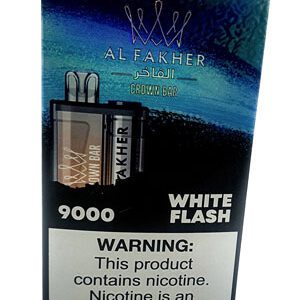 AL FAKHER
الفاخر
CROWN BAR
CROWN BAR
FAKHER
9000
WHITE
FLASH
WARNING:
This product
contains nicotine.
Nicotine is an